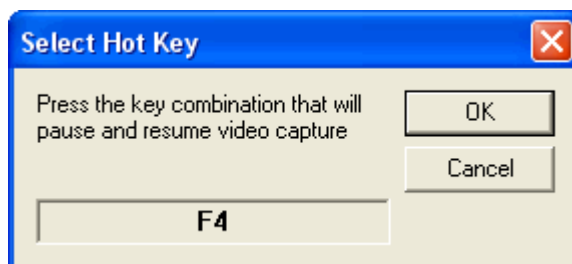 Select Hot Key
Press the key combination that will
pause and resume video capture
OK
Cancel
F4